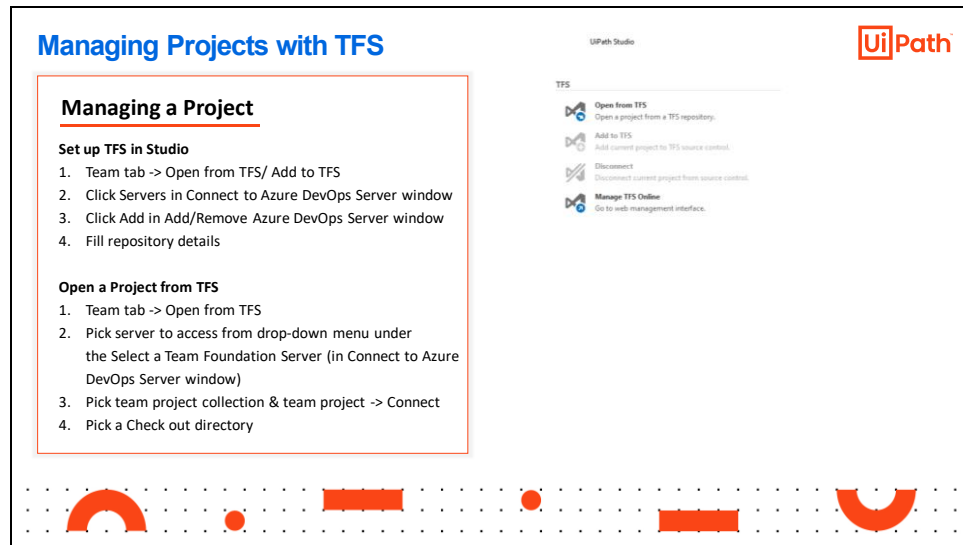 Managing Projects with TFS
UiPath Studio
UiPath
Managing a Project
Set up TFS in Studio
1. Team tab -> Open from TFS/ Add to TFS
2. Click Servers in Connect to Azure DevOps Server window
3. Click Add in Add/Remove Azure DevOps Server window
4. Fill repository details
Open a Project from TFS
1. Team tab -> Open from TFS
2. Pick server to access from drop-down menu under
the Select a Team Foundation Server (in Connect to Azure
DevOps Server window)
3. Pick team project collection & team project -> Connect
4. Pick a Check out directory
TFS
Open from TFS
Open a project from a TFS repository.
Add to TFS
Add current project to TFS source control.
Disconnect
Disconnect current project from source control.
Manage TFS Online
Go to web management interface.